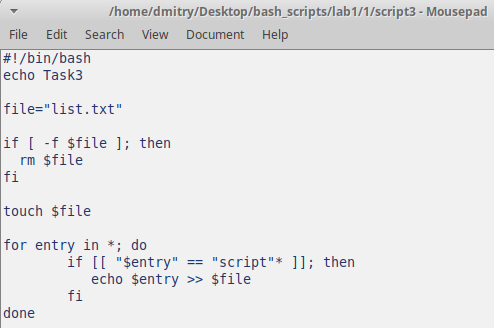 /home/dmitry/Desktop/bash_scripts/lab1/1/script3 - Mousepad
File Edit Search View Document Help
#!/bin/bash
echo Task3

file="list.txt"

if [ -f $file ]; then
  rm $file
fi

touch $file

for entry in *; do
        if [[ "$entry" == "script"* ]]; then
           echo $entry >> $file
        fi
done